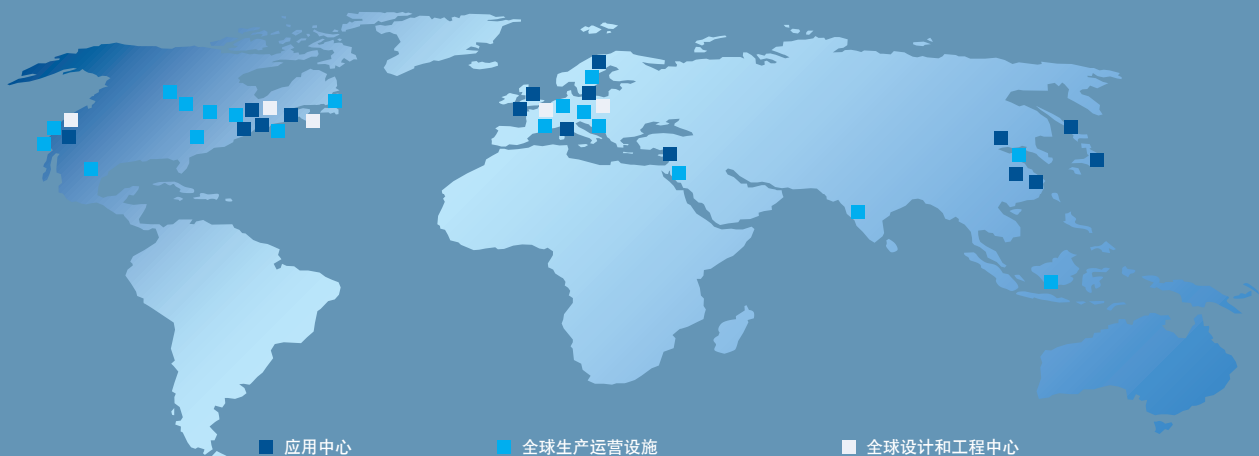 应用中心
全球生产运营设施
全球设计和工程中心